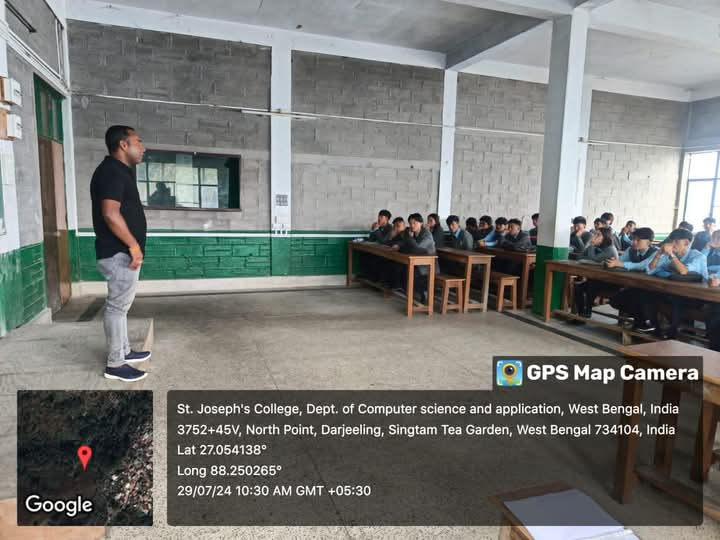 GPS Map Camera
St. Joseph's College, Dept. of Computer science and application, West Bengal, India
3752+45V, North Point, Darjeeling, Singtam Tea Garden, West Bengal 734104, India
Lat 27.054138°
Long 88.250265°
29/07/24 10:30 AM GMT +05:30
Google